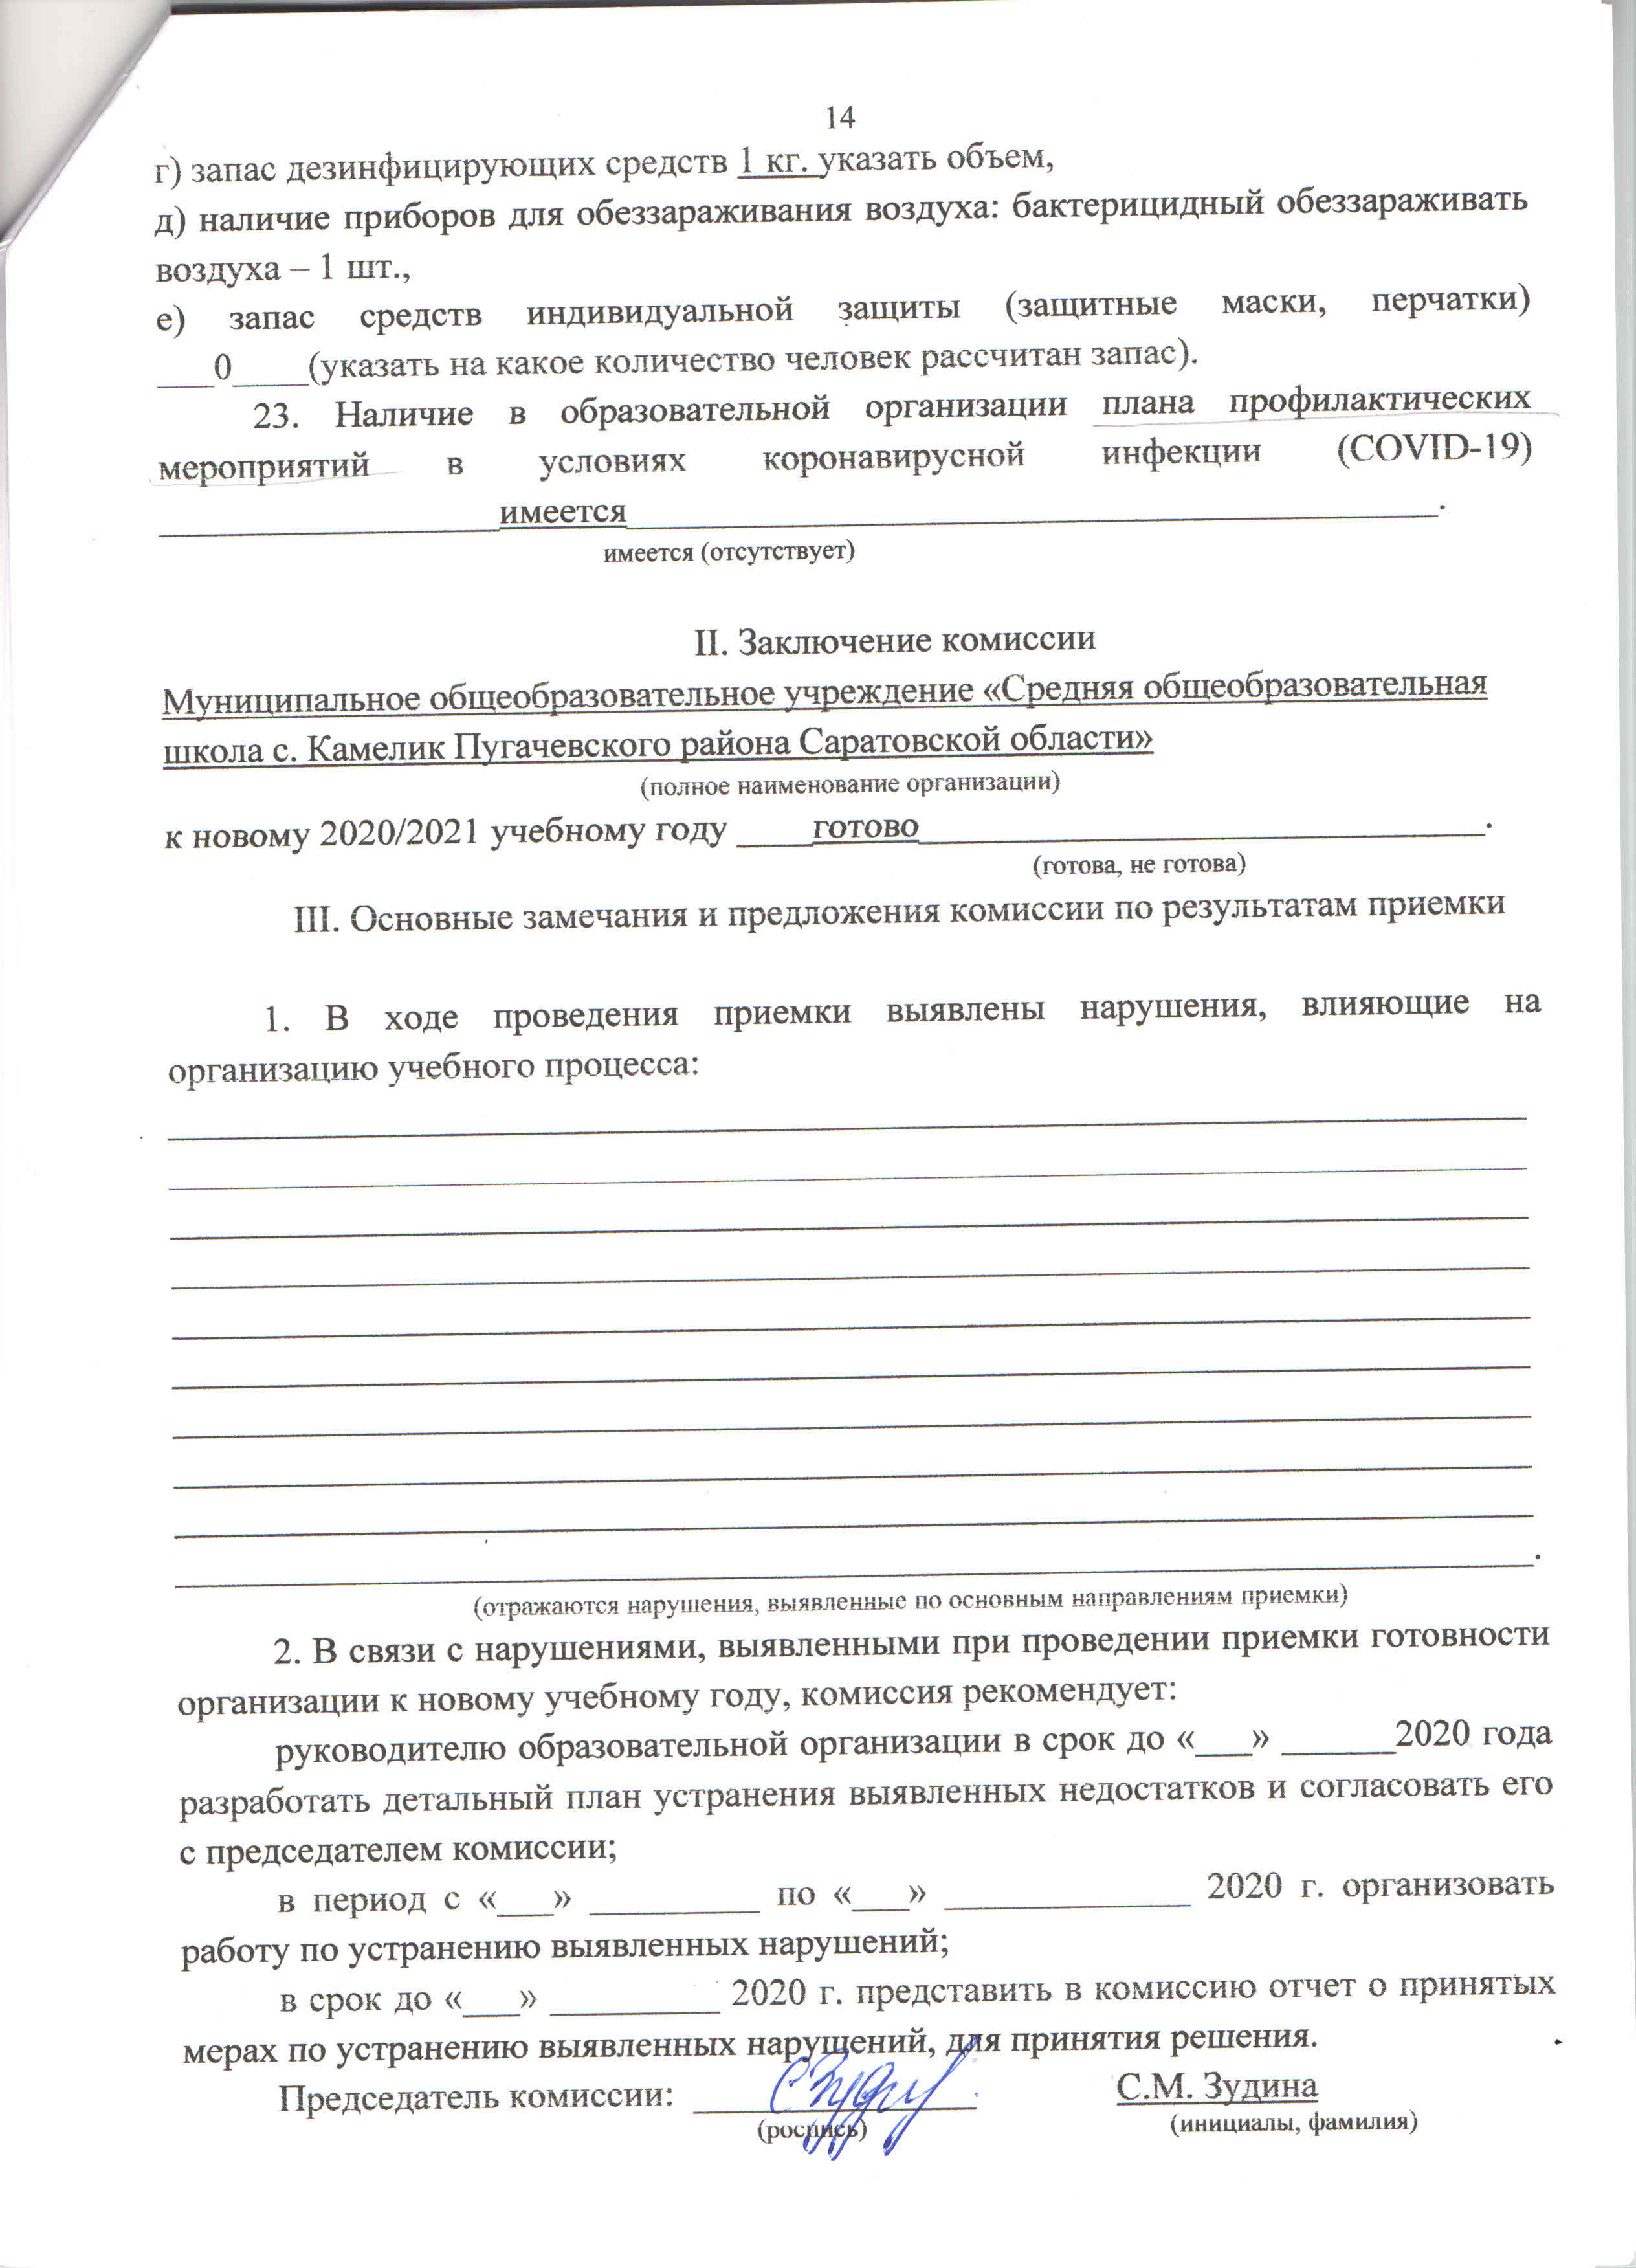 14
г) запас дезинфицирующих средств 1 кг. указать объем,
д) наличие приборов для обеззараживания воздуха: бактерицидный обеззараживать
воздуха – 1 шт.,
е) запас средств индивидуальной защиты (защитные маски, перчатки)
___0____(указать на какое количество человек рассчитан запас).
23. Наличие в образовательной организации плана профилактических
мероприятий в условиях коронавирусной инфекции (COVID-19)
__________________имеется___________________________________________.
имеется (отсутствует)
II. Заключение комиссии
Муниципальное общеобразовательное учреждение «Средняя общеобразовательная
школа с. Камелик Пугачевского района Саратовской области»
(полное наименование организации)
к новому 2020/2021 учебному году ____готово______________________________.
(готова, не готова)
III. Основные замечания и предложения комиссии по результатам приемки
1. В ходе проведения приемки выявлены нарушения, влияющие на
организацию учебного процесса:
(отражаются нарушения, выявленные по основным направлениям приемки)
2. В связи с нарушениями, выявленными при проведении приемки готовности
организации к новому учебному году, комиссия рекомендует:
руководителю образовательной организации в срок до «___» ______2020 года
разработать детальный план устранения выявленных недостатков и согласовать его
с председателем комиссии;
в период с «___» _________ по «___» _____________ 2020 г. организовать
работу по устранению выявленных нарушений;
в срок до «___» _________ 2020 г. представить в комиссию отчет о принятых
мерах по устранению выявленных нарушений, для принятия решения.
Председатель комиссии: _______________ С.М. Зудина
(роспись) (инициалы, фамилия)